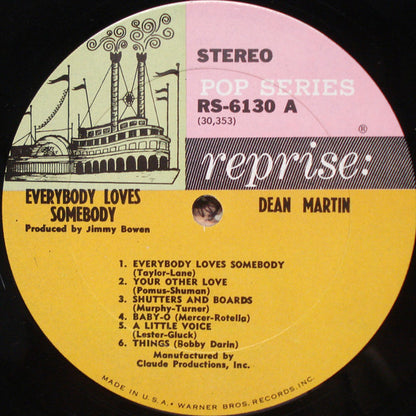 STEREO
POP SERIES
RS-6130 A
(30,353)
®
reprise:
EVERYBODY LOVES
SOMEBODY
Produced by Jimmy Bowen
DEAN MARTIN
1. EVERYBODY LOVES SOMEBODY
(Taylor-Lane)
2. YOUR OTHER LOVE
(Pomus-Shuman)
3. SHUTTERS AND BOARDS
(Murphy-Turner)
4. BABY-O (Mercer-Rotella)
5. A LITTLE VOICE
(Lester-Gluck)
6. THINGS (Bobby Darin)
Manufactured by
Claude Productions, Inc.
MADE IN U.S.A. • WARNER BROS. RECORDS, INC.